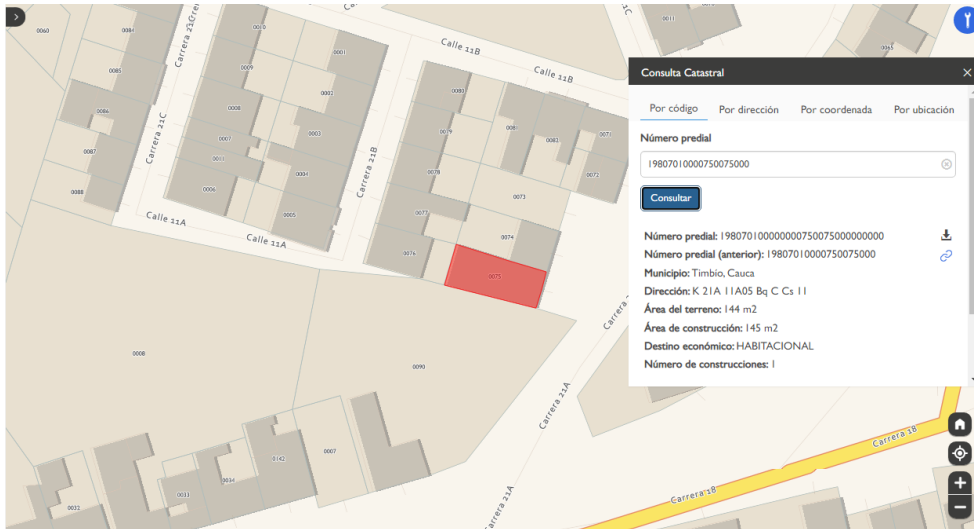 Consulta Catastral
Por código
Por dirección
Por coordenada
Por ubicación
Número predial
19807010000750075000
Consultar
Número predial: 198070100000000750075000000000
Número predial (anterior): 19807010000750075000
Municipio: Timbio, Cauca
Dirección: K 21A 11A05 Bq C Cs 11
Área del terreno: 144 m2
Área de construcción: 145 m2
Destino económico: HABITACIONAL
Número de construcciones: 1
0060
0084
0010
0001
0011
0065
Calle 11B
Calle 11B
0085
0009
0002
0080
0086
0008
0003
0079
0081
0082
0071
0087
0007
0011
0004
0078
0072
0088
0006
0005
0077
0073
Carrera 21C
Carrera 21B
Calle 11A
Calle 11A
0076
0074
0075
0008
0090
Carrera 21A
Carrera 21A
Carrera 18
Carrera 18
0142
0007
0034
0033
0032